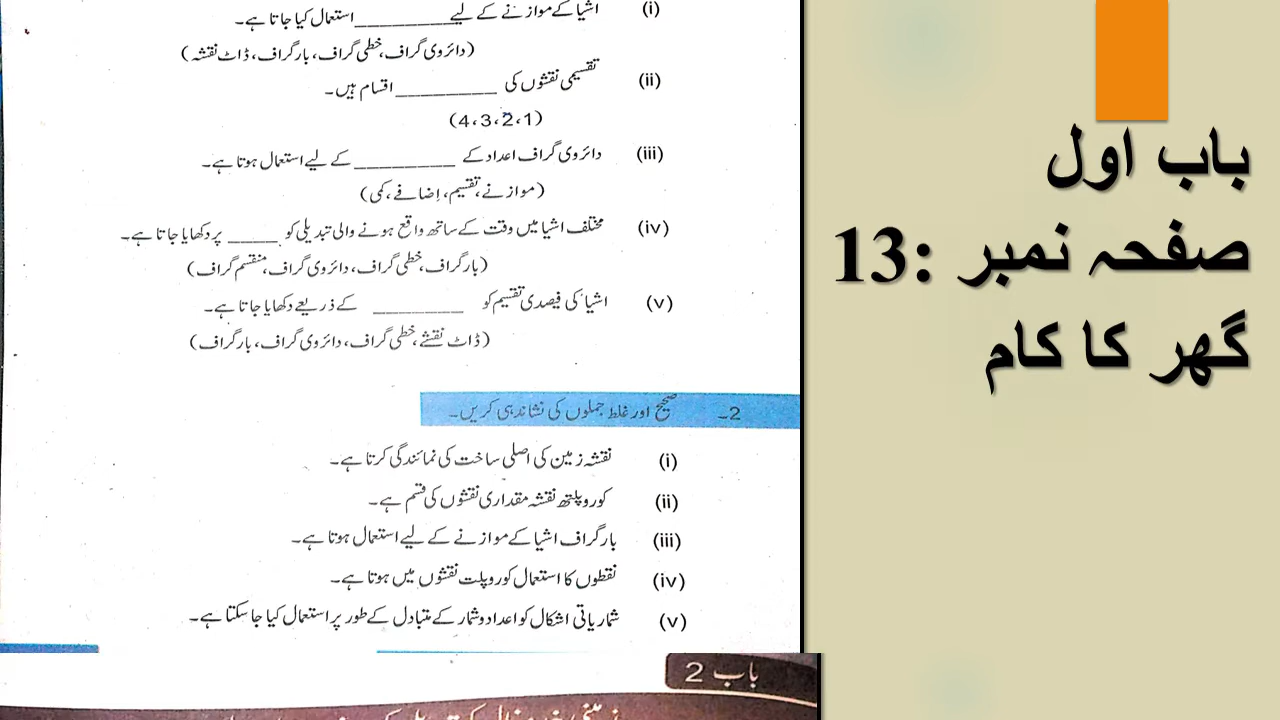 باب اول
صفحہ نمبر :13
گھر کا کام
(i) اشیا کے موازنے کے لیے __________ استعمال کیا جاتا ہے۔
(دائروی گراف، خطی گراف، بار گراف، ڈاٹ نقشہ)
(ii) تقسیمی نقشوں کی __________ اقسام ہیں۔
(4،3،2،1)
(iii) دائروی گراف اعداد کے __________ کے لیے استعمال ہوتا ہے۔
(موازنے، تقسیم، اضافے، کمی)
(iv) مختلف اشیا میں وقت کے ساتھ واقع ہونے والی تبدیلی کو _____ پر دکھایا جاتا ہے۔
(بار گراف، خطی گراف، دائروی گراف، منقسم گراف)
(v) اشیا کی فیصدی تقسیم کو _________ کے ذریعے دکھایا جاتا ہے۔
(ڈاٹ نقشے، خطی گراف، دائروی گراف، بار گراف)
2۔ صحیح اور غلط جملوں کی نشاندہی کریں۔
(i) نقشہ زمین کی اصلی ساخت کی نمائندگی کرتا ہے۔
(ii) کوروپلتھ نقشہ مقداری نقشوں کی قسم ہے۔
(iii) بار گراف اشیا کے موازنے کے لیے استعمال ہوتا ہے۔
(iv) نقطوں کا استعمال کوروپلت نقشوں میں ہوتا ہے۔
(v) شماریاتی اشکال کو اعداد و شمار کے متبادل کے طور پر استعمال کیا جا سکتا ہے۔
باب 2